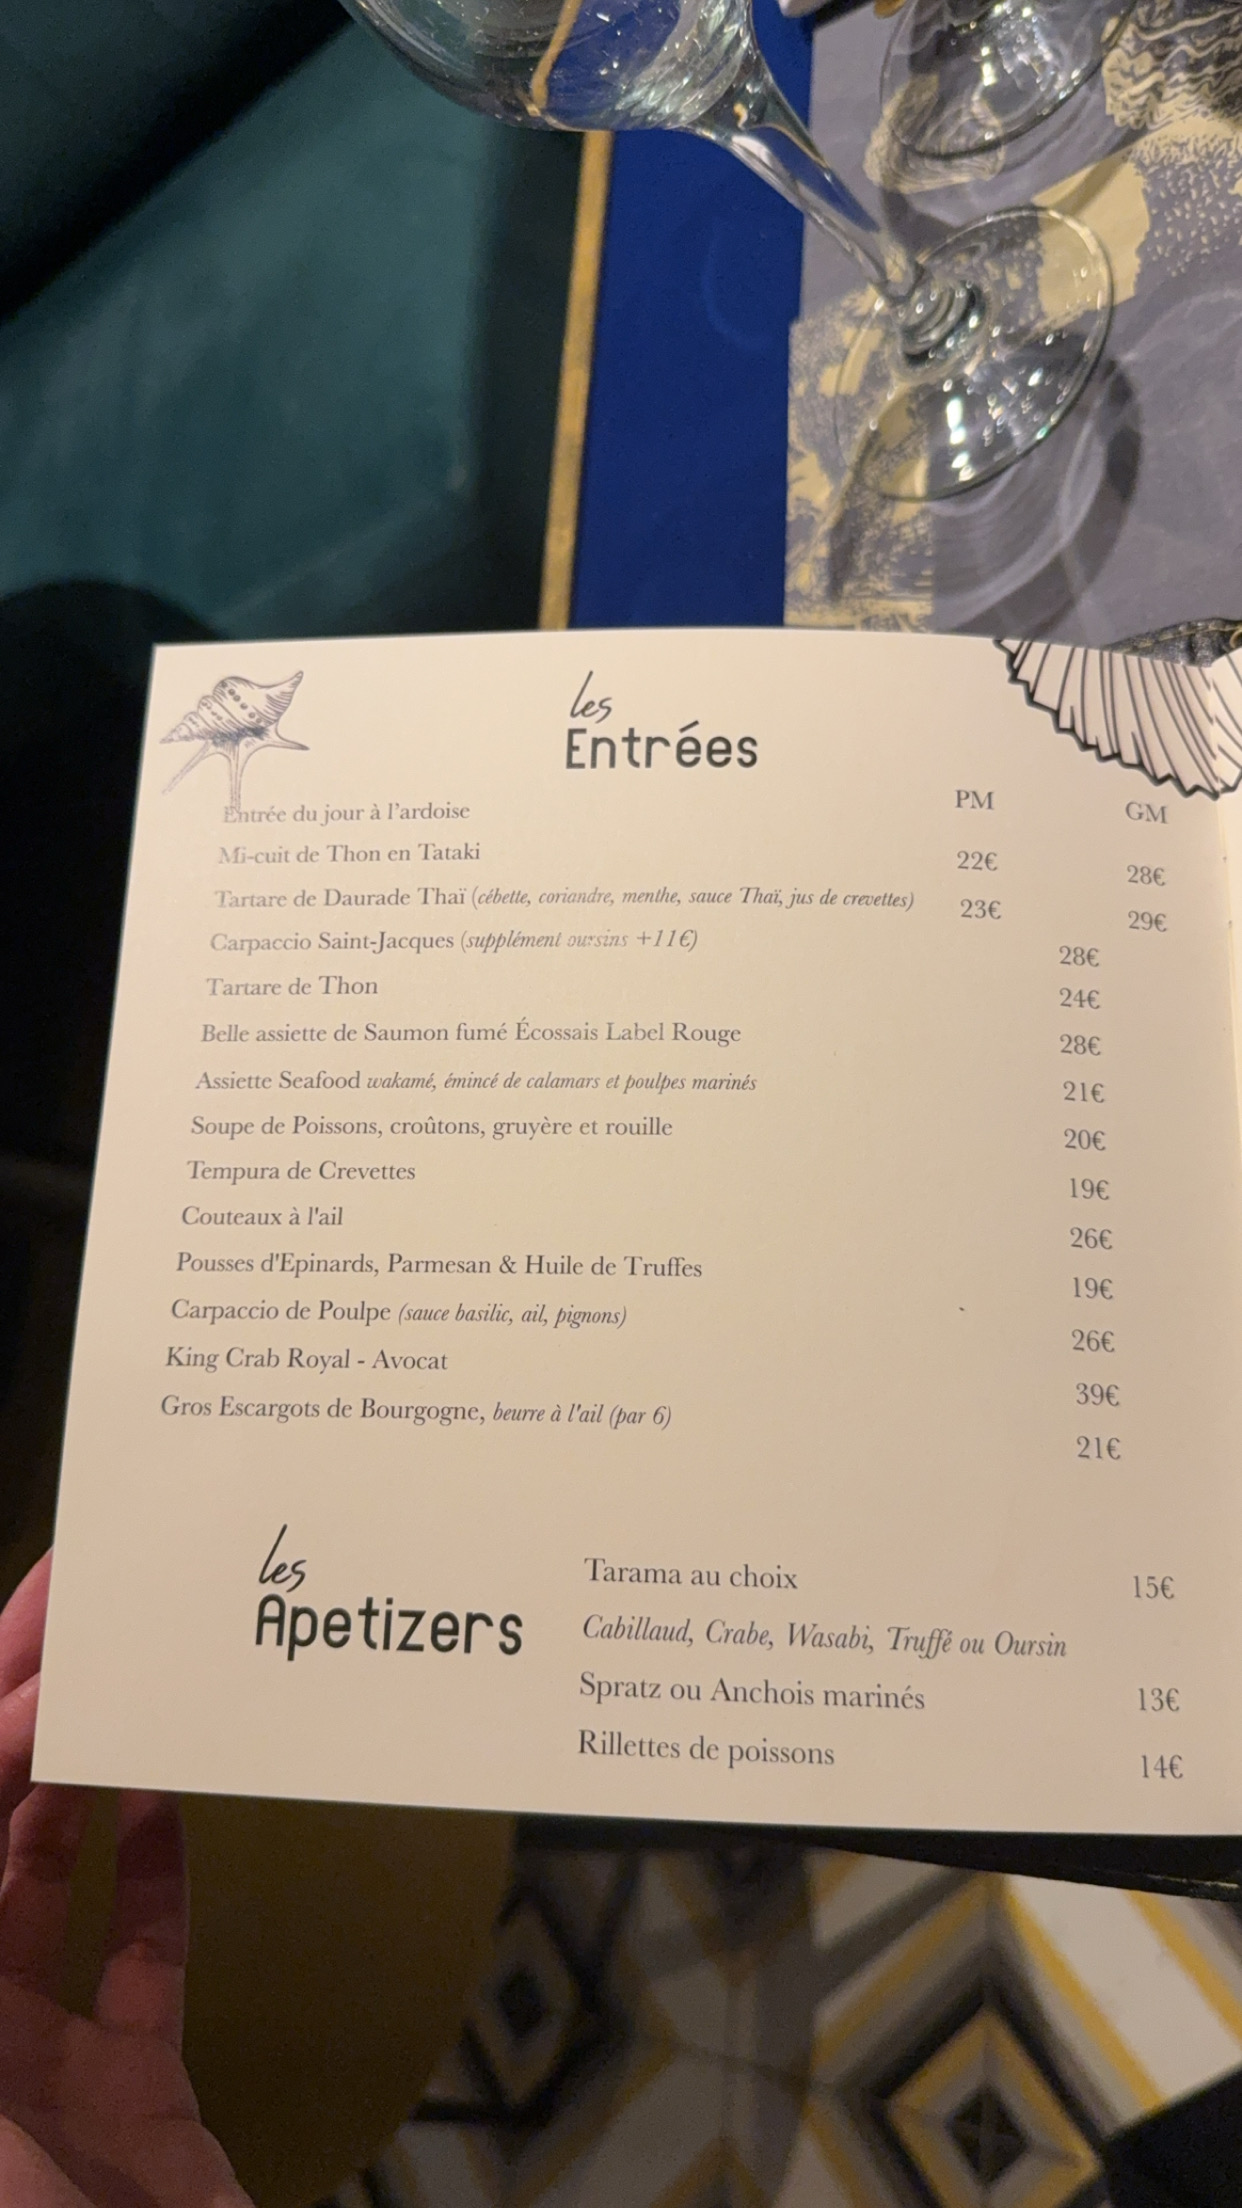 les
Entrées
PM GM
Entrée du jour à l'ardoise
Mi-cuit de Thon en Tataki 22€ 28€
Tartare de Daurade Thaï (cébette, coriandre, menthe, sauce Thaï, jus de crevettes) 23€ 29€
Carpaccio Saint-Jacques (supplément oursins +11€) 28€
Tartare de Thon 24€
Belle assiette de Saumon fumé Écossais Label Rouge 28€
Assiette Seafood wakamé, émincé de calamars et poulpes marinés 21€
Soupe de Poissons, croûtons, gruyère et rouille 20€
Tempura de Crevettes 19€
Couteaux à l'ail 26€
Pousses d'Epinards, Parmesan & Huile de Truffes 19€
Carpaccio de Poulpe (sauce basilic, ail, pignons) 26€
King Crab Royal - Avocat 39€
Gros Escargots de Bourgogne, beurre à l'ail (par 6) 21€
les
Apetizers
Tarama au choix 15€
Cabillaud, Crabe, Wasabi, Truffé ou Oursin
Spratz ou Anchois marinés 13€
Rillettes de poissons 14€